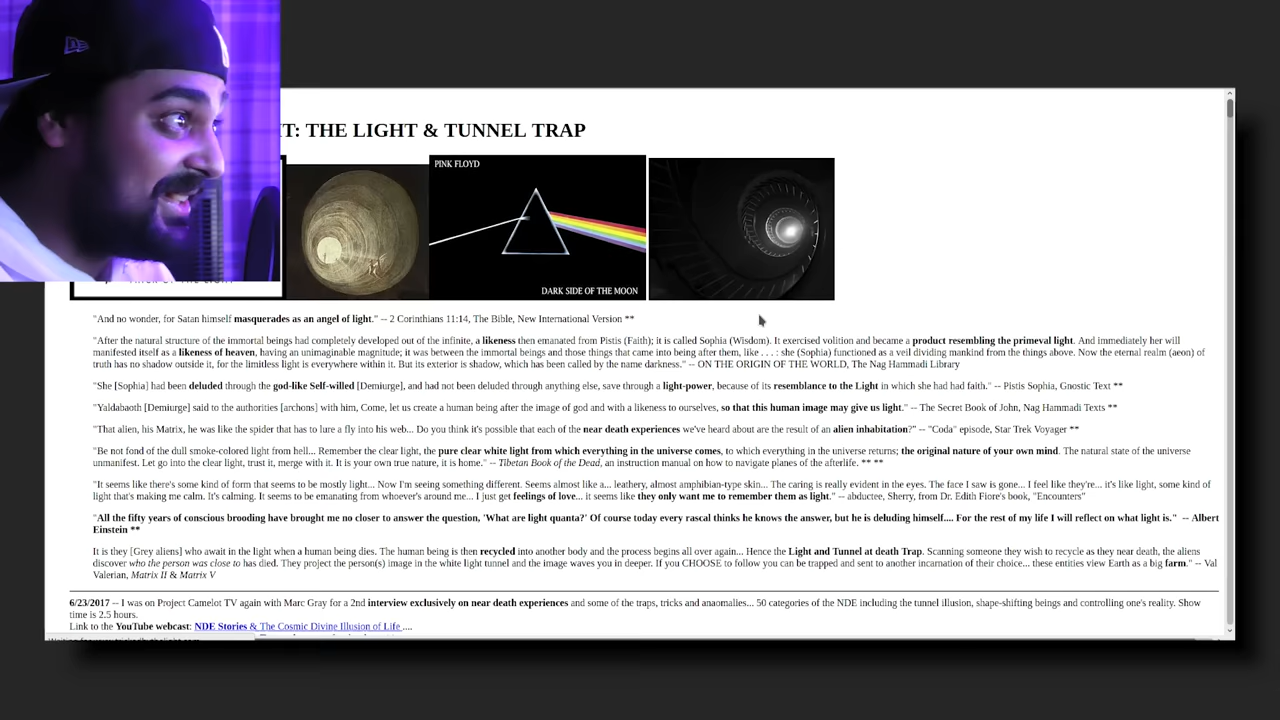 T: THE LIGHT & TUNNEL TRAP
PINK FLOYD
DARK SIDE OF THE MOON
"And no wonder, for Satan himself masquerades as an angel of light." -- 2 Corinthians 11:14, The Bible, New International Version **
"After the natural structure of the immortal beings had completely developed out of the infinite, a likeness then emanated from Pistis (Faith); it is called Sophia (Wisdom). It exercised volition and became a product resembling the primeval light. And immediately her will
manifested itself as a likeness of heaven, having an unimaginable magnitude; it was between the immortal beings and those things that came into being after them, like . . . : she (Sophia) functioned as a veil dividing mankind from the things above. Now the eternal realm (aeon) of
truth has no shadow outside it, for the limitless light is everywhere within it. But its exterior is shadow, which has been called by the name darkness." -- ON THE ORIGIN OF THE WORLD, The Nag Hammadi Library
"She [Sophia] had been deluded through the god-like Self-willed [Demiurge], and had not been deluded through anything else, save through a light-power, because of its resemblance to the Light in which she had had faith." -- Pistis Sophia, Gnostic Text **
"Yaldabaoth [Demiurge] said to the authorities [archons] with him, Come, let us create a human being after the image of god and with a likeness to ourselves, so that this human image may give us light." -- The Secret Book of John, Nag Hammadi Texts **
"That alien, his Matrix, he was like the spider that has to lure a fly into his web... Do you think it's possible that each of the near death experiences we've heard about are the result of an alien inhabitation?" -- "Coda" episode, Star Trek Voyager **
"Be not fond of the dull smoke-colored light from hell... Remember the clear light, the pure clear white light from which everything in the universe comes, to which everything in the universe returns; the original nature of your own mind. The natural state of the universe
unmanifest. Let go into the clear light, trust it, merge with it. It is your own true nature, it is home." -- Tibetan Book of the Dead, an instruction manual on how to navigate planes of the afterlife. ** **
"It seems like there's some kind of form that seems to be mostly light... Now I'm seeing something different. Seems almost like a... leathery, almost amphibian-type skin... The caring is really evident in the eyes. The face I saw is gone... I feel like they're... it's like light, some kind of
light that's making me calm. It's calming. It seems to be emanating from whoever's around me... I just get feelings of love... it seems like they only want me to remember them as light." -- abductee, Sherry, from Dr. Edith Fiore's book, "Encounters"
"All the fifty years of conscious brooding have brought me no closer to answer the question, 'What are light quanta?' Of course today every rascal thinks he knows the answer, but he is deluding himself.... For the rest of my life I will reflect on what light is." -- Albert
Einstein **
It is they [Grey aliens] who await in the light when a human being dies. The human being is then recycled into another body and the process begins all over again... Hence the Light and Tunnel at death Trap. Scanning someone they wish to recycle as they near death, the aliens
discover who the person was close to has died. They project the person(s) image in the white light tunnel and the image waves you in deeper. If you CHOOSE to follow you can be trapped and sent to another incarnation of their choice... these entities view Earth as a big farm." -- Val
Valerian, Matrix II & Matrix V
6/23/2017 -- I was on Project Camelot TV again with Marc Gray for a 2nd interview exclusively on near death experiences and some of the traps, tricks and anaomalies... 50 categories of the NDE including the tunnel illusion, shape-shifting beings and controlling one's reality. Show
time is 2.5 hours.
Link to the YouTube webcast: NDE Stories & The Cosmic Divine Illusion of Life ....